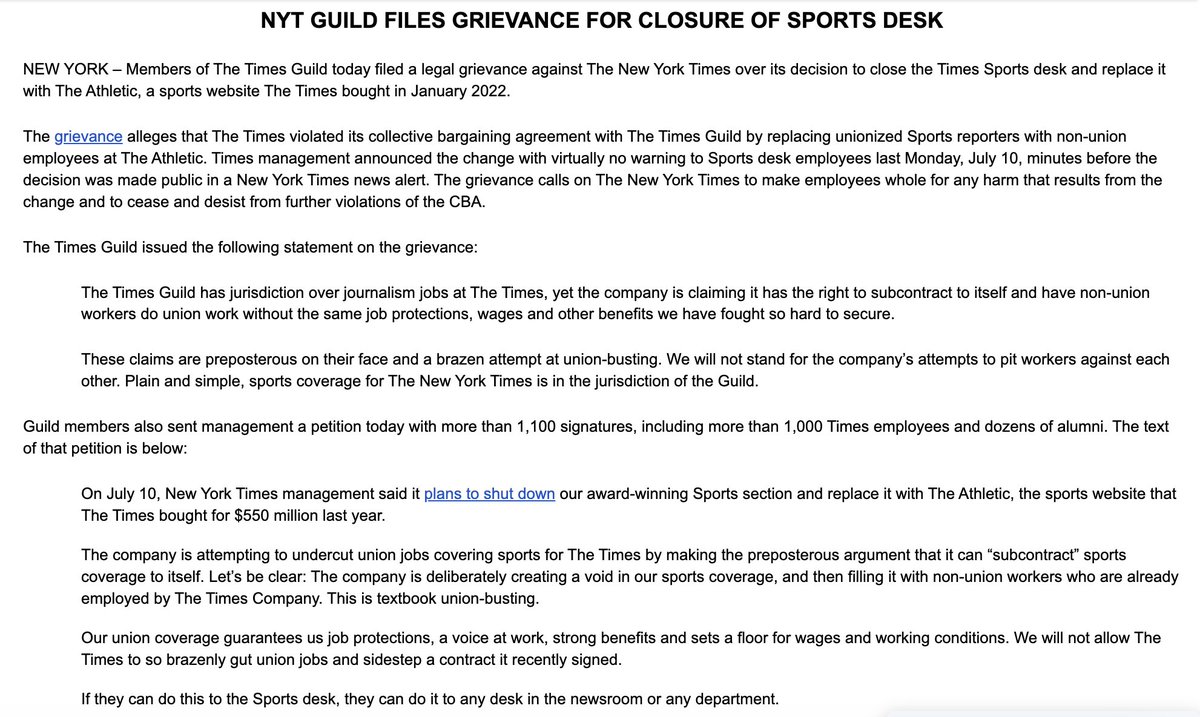 NYT GUILD FILES GRIEVANCE FOR CLOSURE OF SPORTS DESK
NEW YORK – Members of The Times Guild today filed a legal grievance against The New York Times over its decision to close the Times Sports desk and replace it
with The Athletic, a sports website The Times bought in January 2022.
The grievance alleges that The Times violated its collective bargaining agreement with The Times Guild by replacing unionized Sports reporters with non-union
employees at The Athletic. Times management announced the change with virtually no warning to Sports desk employees last Monday, July 10, minutes before the
decision was made public in a New York Times news alert. The grievance calls on The New York Times to make employees whole for any harm that results from the
change and to cease and desist from further violations of the CBA.
The Times Guild issued the following statement on the grievance:
The Times Guild has jurisdiction over journalism jobs at The Times, yet the company is claiming it has the right to subcontract to itself and have non-union
workers do union work without the same job protections, wages and other benefits we have fought so hard to secure.
These claims are preposterous on their face and a brazen attempt at union-busting. We will not stand for the company’s attempts to pit workers against each
other. Plain and simple, sports coverage for The New York Times is in the jurisdiction of the Guild.
Guild members also sent management a petition today with more than 1,100 signatures, including more than 1,000 Times employees and dozens of alumni. The text
of that petition is below:
On July 10, New York Times management said it plans to shut down our award-winning Sports section and replace it with The Athletic, the sports website that
The Times bought for $550 million last year.
The company is attempting to undercut union jobs covering sports for The Times by making the preposterous argument that it can “subcontract” sports
coverage to itself. Let’s be clear: The company is deliberately creating a void in our sports coverage, and then filling it with non-union workers who are already
employed by The Times Company. This is textbook union-busting.
Our union coverage guarantees us job protections, a voice at work, strong benefits and sets a floor for wages and working conditions. We will not allow The
Times to so brazenly gut union jobs and sidestep a contract it recently signed.
If they can do this to the Sports desk, they can do it to any desk in the newsroom or any department.